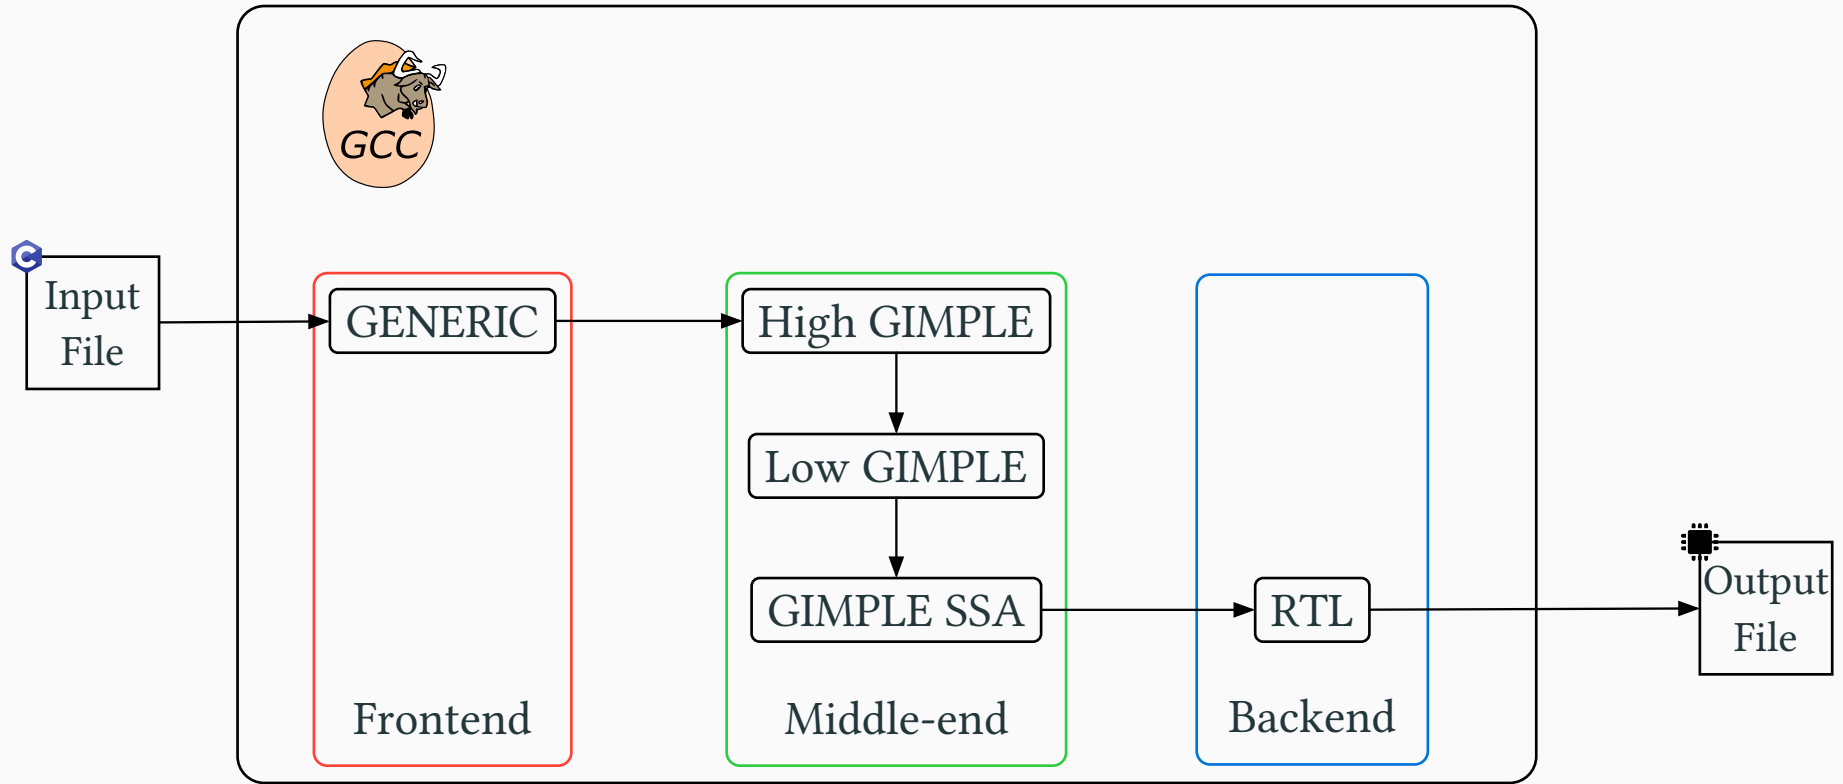 GCC
C
Input
File
GENERIC
High GIMPLE
Low GIMPLE
GIMPLE SSA
RTL
Output
File
Frontend
Middle-end
Backend